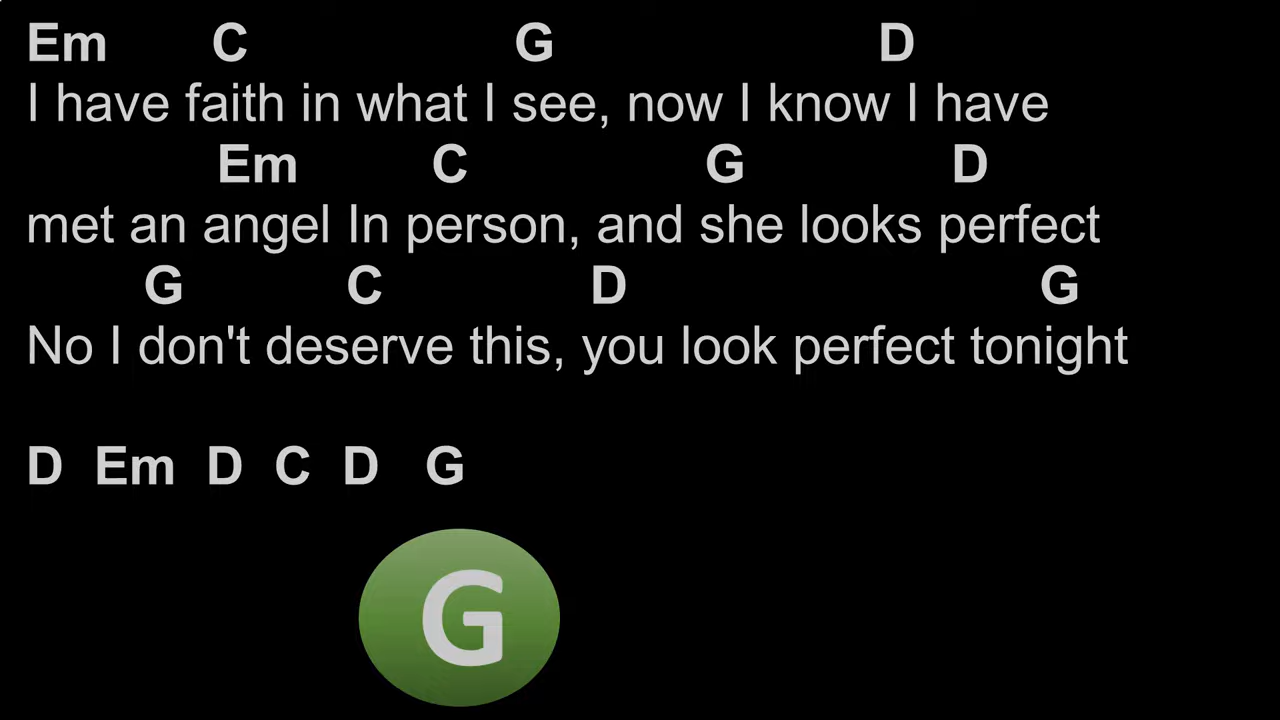 Em C G D
I have faith in what I see, now I know I have
Em C G D
met an angel In person, and she looks perfect
G C D G
No I don't deserve this, you look perfect tonight
D Em D C D G
G